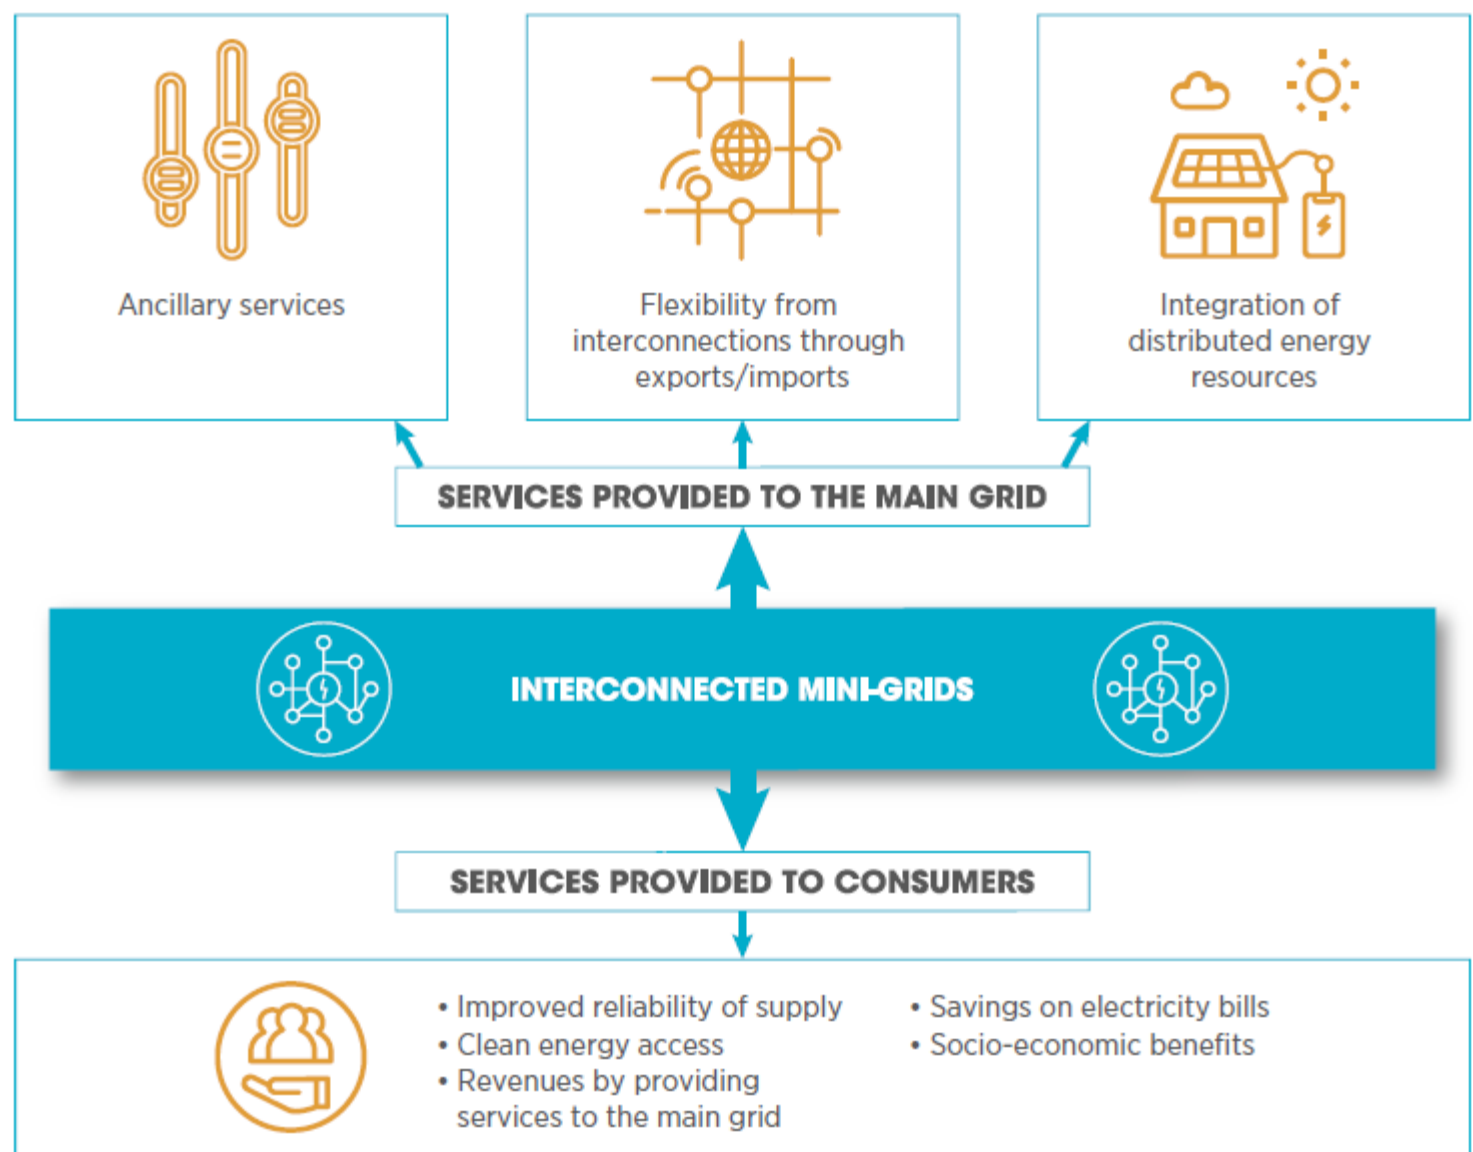 Ancillary services
Flexibility from
interconnections through
exports/imports
Integration of
distributed energy
resources
SERVICES PROVIDED TO THE MAIN GRID
INTERCONNECTED MINI-GRIDS
SERVICES PROVIDED TO CONSUMERS
• Improved reliability of supply
• Clean energy access
• Revenues by providing
services to the main grid
• Savings on electricity bills
• Socio-economic benefits